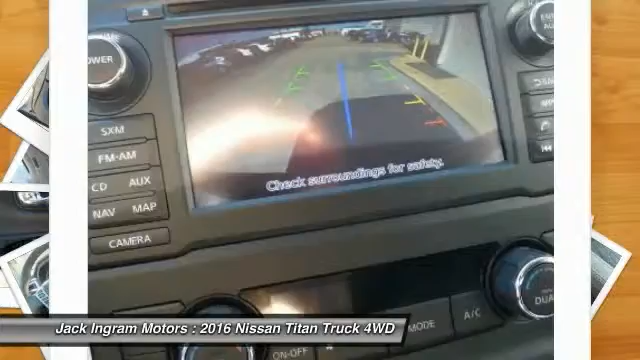 POWER
SXM
FM-AM
CD AUX
NAV MAP
CAMERA
Check surroundings for safety.
MODE
A/C
DUAL
ON-OFF
Jack Ingram Motors : 2016 Nissan Titan Truck 4WD